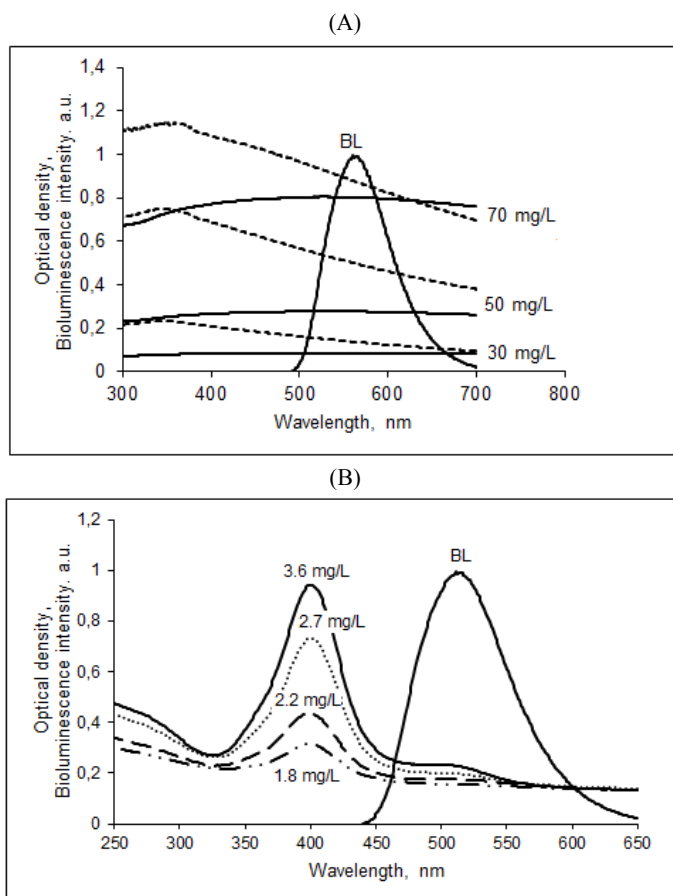 (A)
Optical density,
Bioluminescence intensity. a.u.
1,4
1,2
1
0,8
0,6
0,4
0,2
0
BL
70 mg/L
50 mg/L
30 mg/L
300 400 500 600 700 800
Wavelength, nm
(B)
Optical density,
Bioluminescence intensity. a.u.
1,2
1
0,8
0,6
0,4
0,2
0
3.6 mg/L
BL
2.7 mg/L
2.2 mg/L
1.8 mg/L
250 300 350 400 450 500 550 600 650
Wavelength, nm